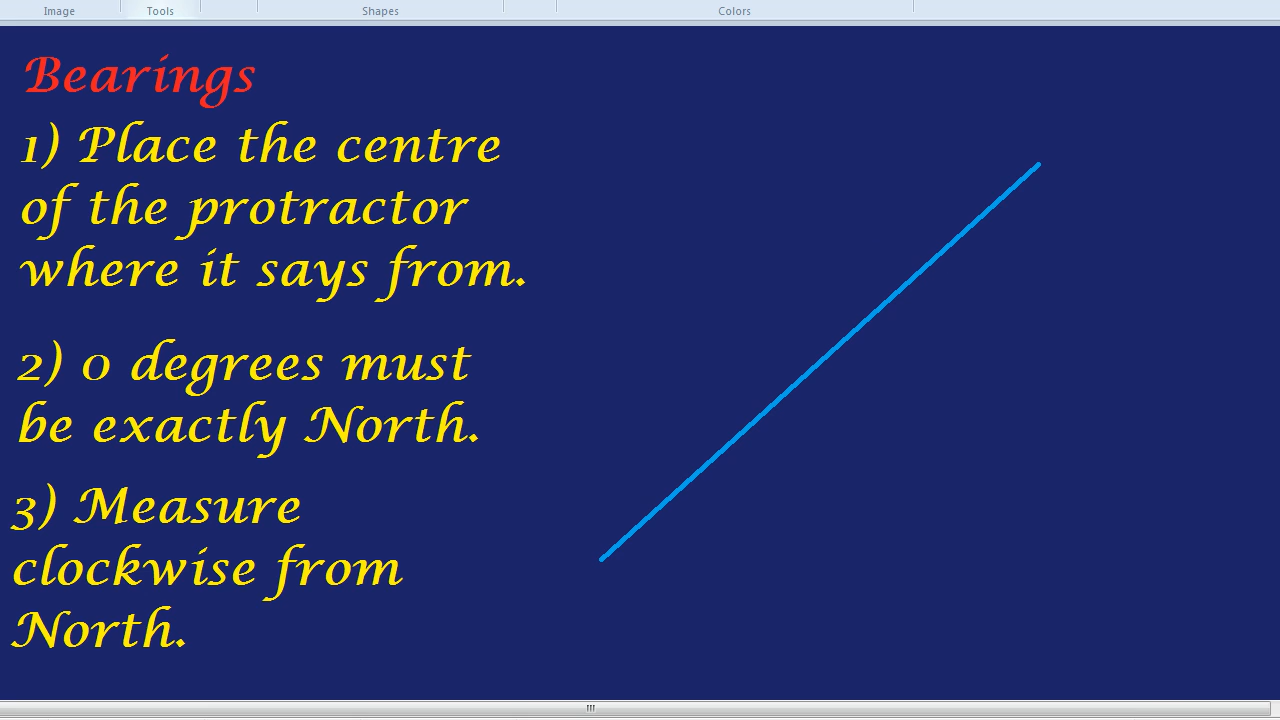 Image Tools Shapes Colors
Bearings
1) Place the centre
of the protractor
where it says from.
2) 0 degrees must
be exactly North.
3) Measure
clockwise from
North.